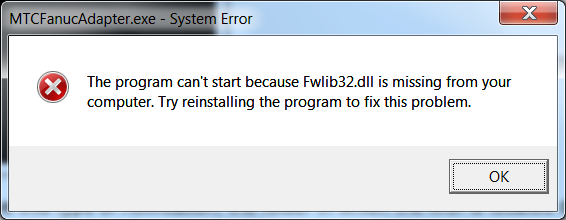 MTCFanucAdapter.exe - System Error
The program can't start because Fwlib32.dll is missing from your
computer. Try reinstalling the program to fix this problem.
OK